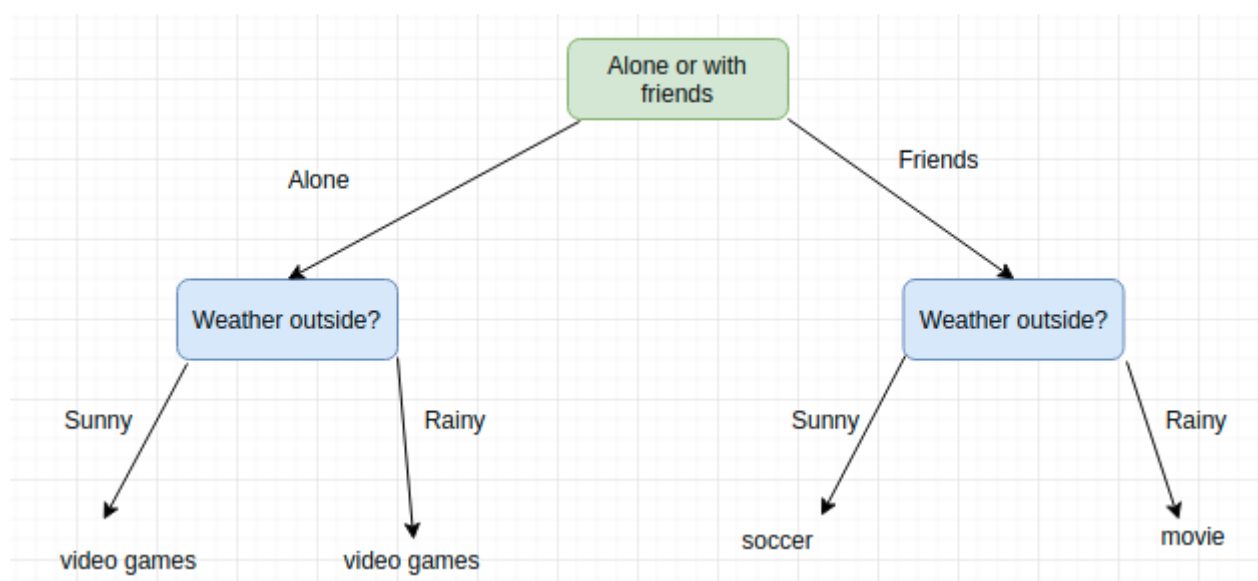 Alone or with
friends
Alone
Friends
Weather outside?
Weather outside?
Sunny
Rainy
Sunny
Rainy
video games
video games
soccer
movie